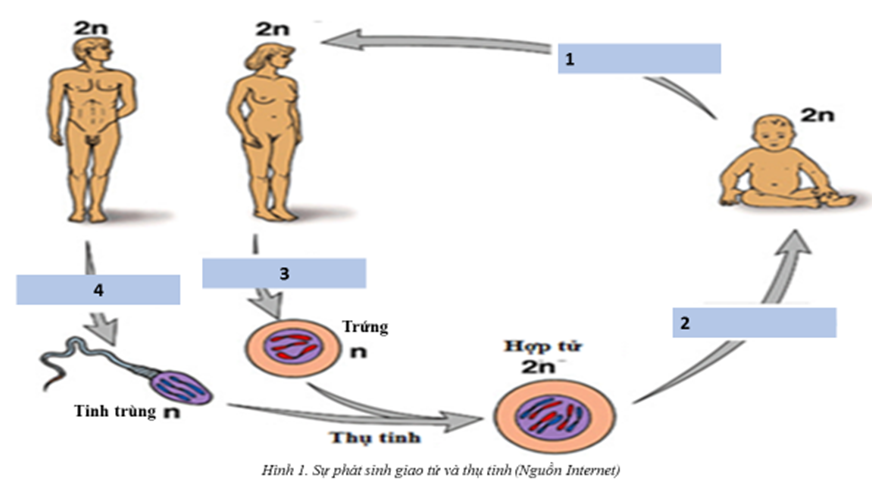 2n
2n
1
2n
4
3
2
Trứng
n
Hợp tử
2n
Tinh trùng n
Thụ tinh
Hình 1. Sự phát sinh giao tử và thụ tinh (Nguồn Internet)